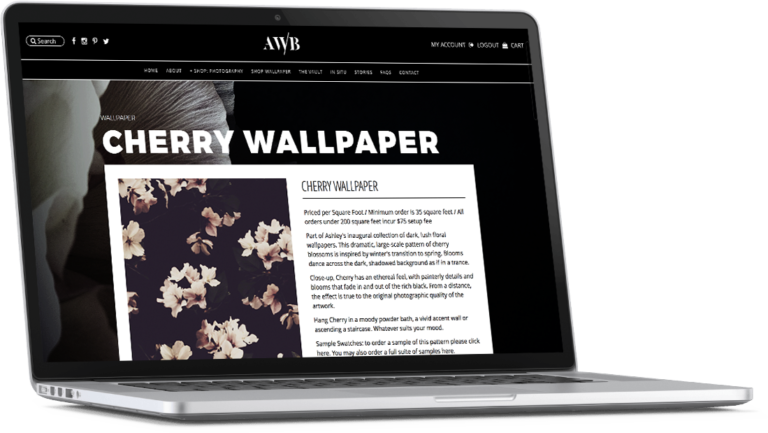 Search
AW/B
MY ACCOUNT LOGOUT CART
HOME ABOUT + SHOP: PHOTOGRAPHY SHOP WALLPAPER THE VAULT IN SITU STORIES FAQS CONTACT
WALLPAPER
CHERRY WALLPAPER
CHERRY WALLPAPER
Priced per Square Foot / Minimum order is 35 square feet / All
orders under 200 square feet incur $75 setup fee
Part of Ashley's inaugural collection of dark, lush floral
wallpapers. This dramatic, large-scale pattern of cherry
blossoms is inspired by winter's transition to spring. Blooms
dance across the dark, shadowed background as if in a trance.
Close-up, Cherry has an ethereal feel, with painterly details and
blooms that fade in and out of the rich black. From a distance,
the effect is true to the original photographic quality of the
artwork.
Hang Cherry in a moody powder bath, a vivid accent wall or
ascending a staircase. Whatever suits your mood.
Sample Swatches: to order a sample of this pattern please click
here. You may also order a full suite of samples here.